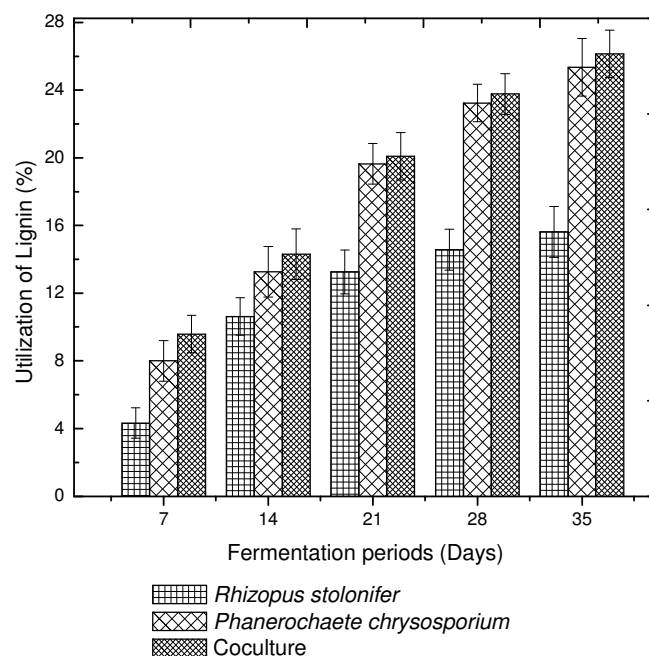 28
24
20
16
12
8
4
0
Utilization of Lignin (%)
7 14 21 28 35
Fermentation periods (Days)
Rhizopus stolonifer
Phanerochaete chrysosporium
Coculture